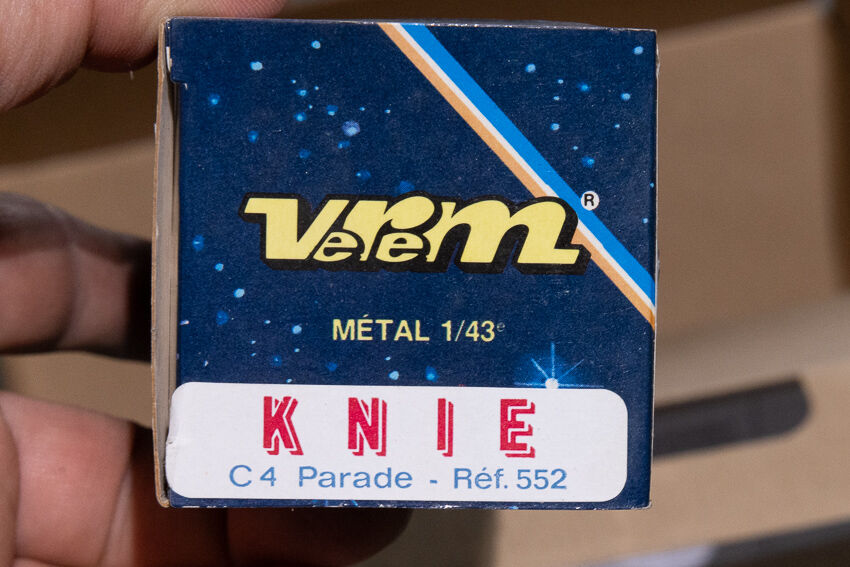 Verem ®
MÉTAL 1/43e
KNIE
C4 Parade - Réf. 552